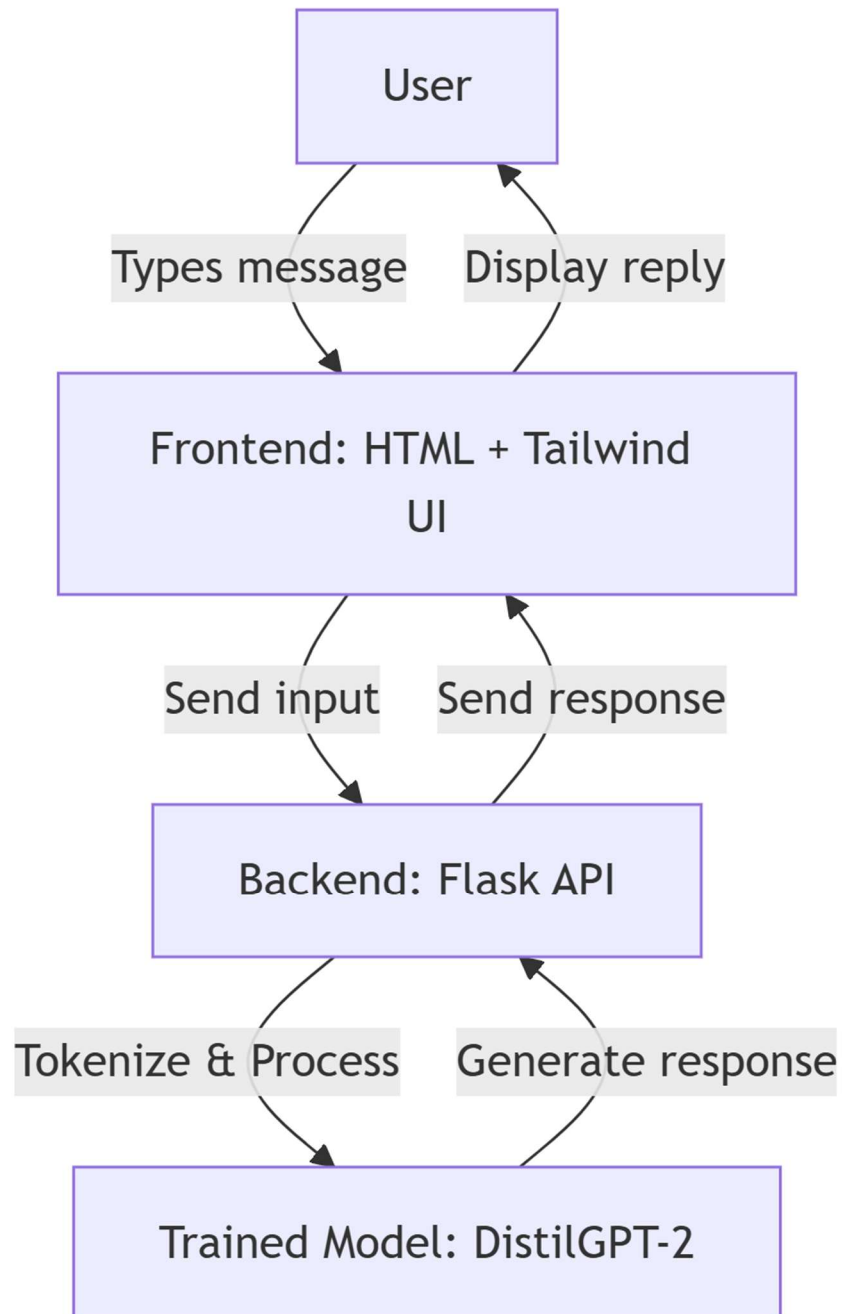 User
Types message
Display reply
Frontend: HTML + Tailwind
UI
Send input
Send response
Backend: Flask API
Tokenize & Process
Generate response
Trained Model: DistilGPT-2